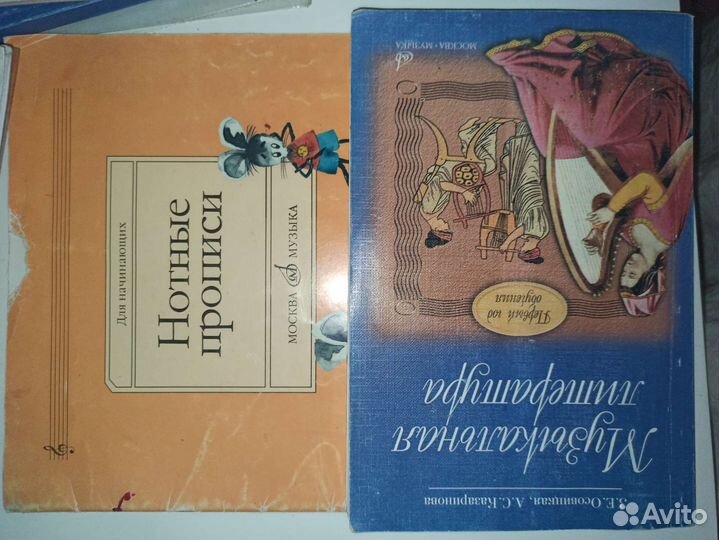 Для начинающих
Нотные
прописи
МОСКВА МУЗЫКА
З.Е. Осовицкая, А.С. Казаринова
Музыкальная
литература
Первый год
обучения
МОСКВА • МУЗЫКА
Avito